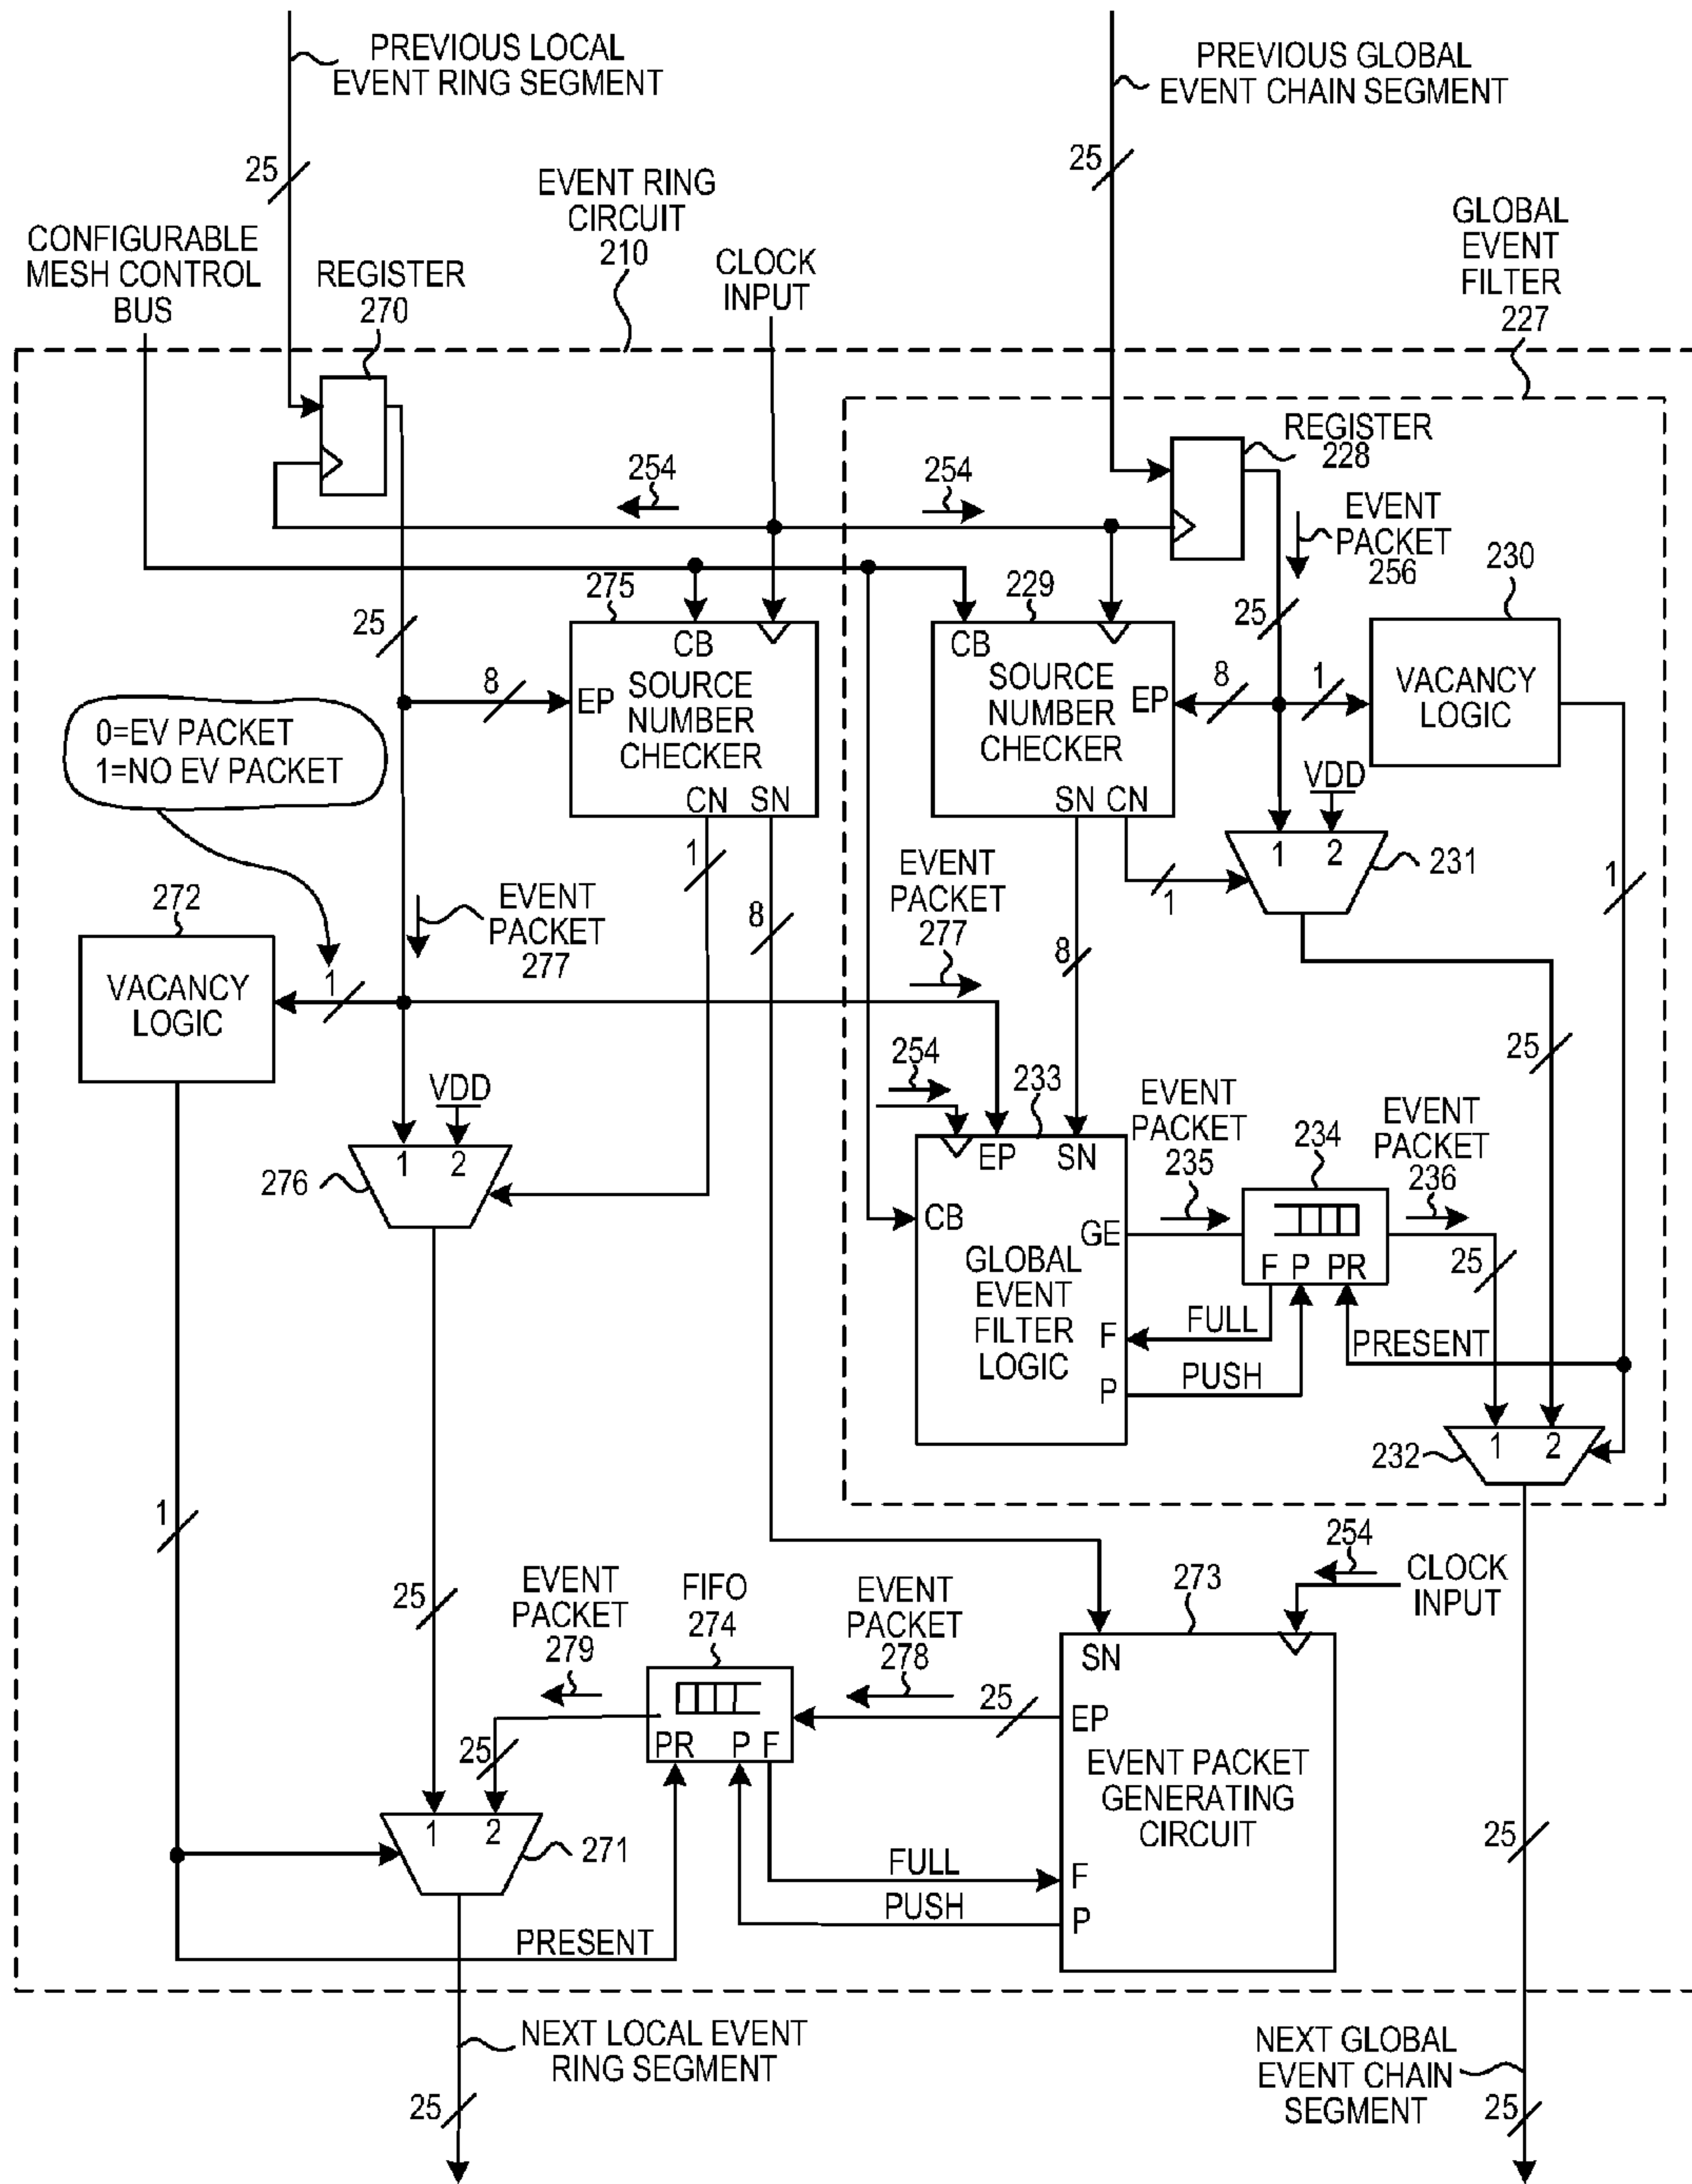 PREVIOUS LOCAL
EVENT RING SEGMENT
PREVIOUS GLOBAL
EVENT CHAIN SEGMENT
25
25
CONFIGURABLE
MESH CONTROL
BUS
REGISTER
270
EVENT RING
CIRCUIT
210
CLOCK
INPUT
GLOBAL
EVENT
FILTER
227
REGISTER
228
254
254
EVENT
PACKET
256
230
25
275
229
25
CB
SOURCE
NUMBER
CHECKER
EP
CN SN
8
CB
SOURCE
NUMBER
CHECKER
EP
SN CN
8
1
VACANCY
LOGIC
0=EV PACKET
1=NO EV PACKET
VDD
1 2
231
1
1
8
1
8
EVENT
PACKET
277
EVENT
PACKET
277
272
VACANCY
LOGIC
1
25
254
233
VDD
1 2
276
EP SN
CB
GE
GLOBAL
EVENT
FILTER
LOGIC
F
P
EVENT
PACKET
235
234
F P PR
EVENT
PACKET
236
25
FULL
PUSH
PRESENT
1 2
232
1
25
254
CLOCK
INPUT
EVENT
PACKET
279
FIFO
274
EVENT
PACKET
278
273
SN
EP
EVENT PACKET
GENERATING
CIRCUIT
F
P
25
PR P F
25
1 2
271
FULL
PUSH
PRESENT
25
NEXT LOCAL EVENT
RING SEGMENT
25
NEXT GLOBAL
EVENT CHAIN
SEGMENT
25